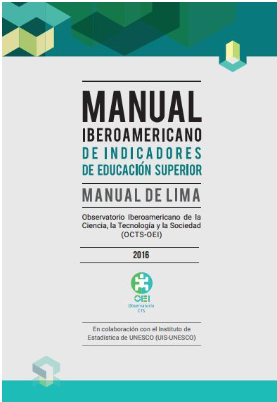 MANUAL
IBEROAMERICANO
DE INDICADORES
DE EDUCACIÓN SUPERIOR
MANUAL DE LIMA
Observatorio Iberoamericano de la
Ciencia, la Tecnología y la Sociedad
(OCTS-OEI)
2016
OEI
Observatorio
CTS
En colaboración con el Instituto de
Estadística de UNESCO (UIS-UNESCO)